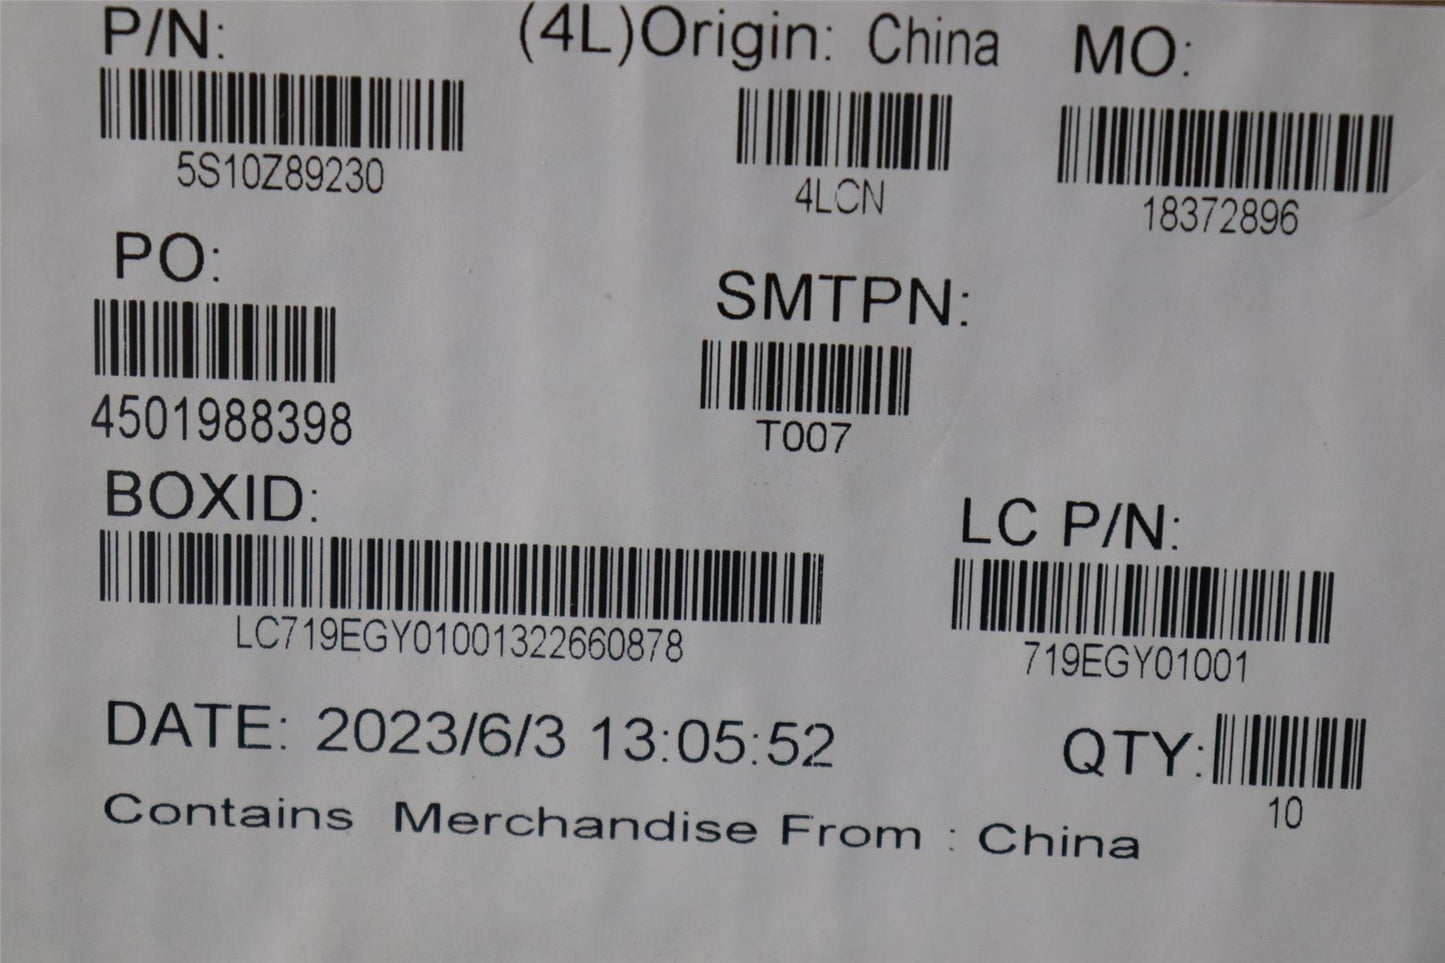 P/N: (4L)Origin: China MO:
5S10Z89230 4LCN 18372896
PO: SMTPN:
4501988398 T007
BOXID: LC P/N:
LC719EGY01001322660878 719EGY01001
DATE: 2023/6/3 13:05:52 QTY:
10
Contains Merchandise From : China